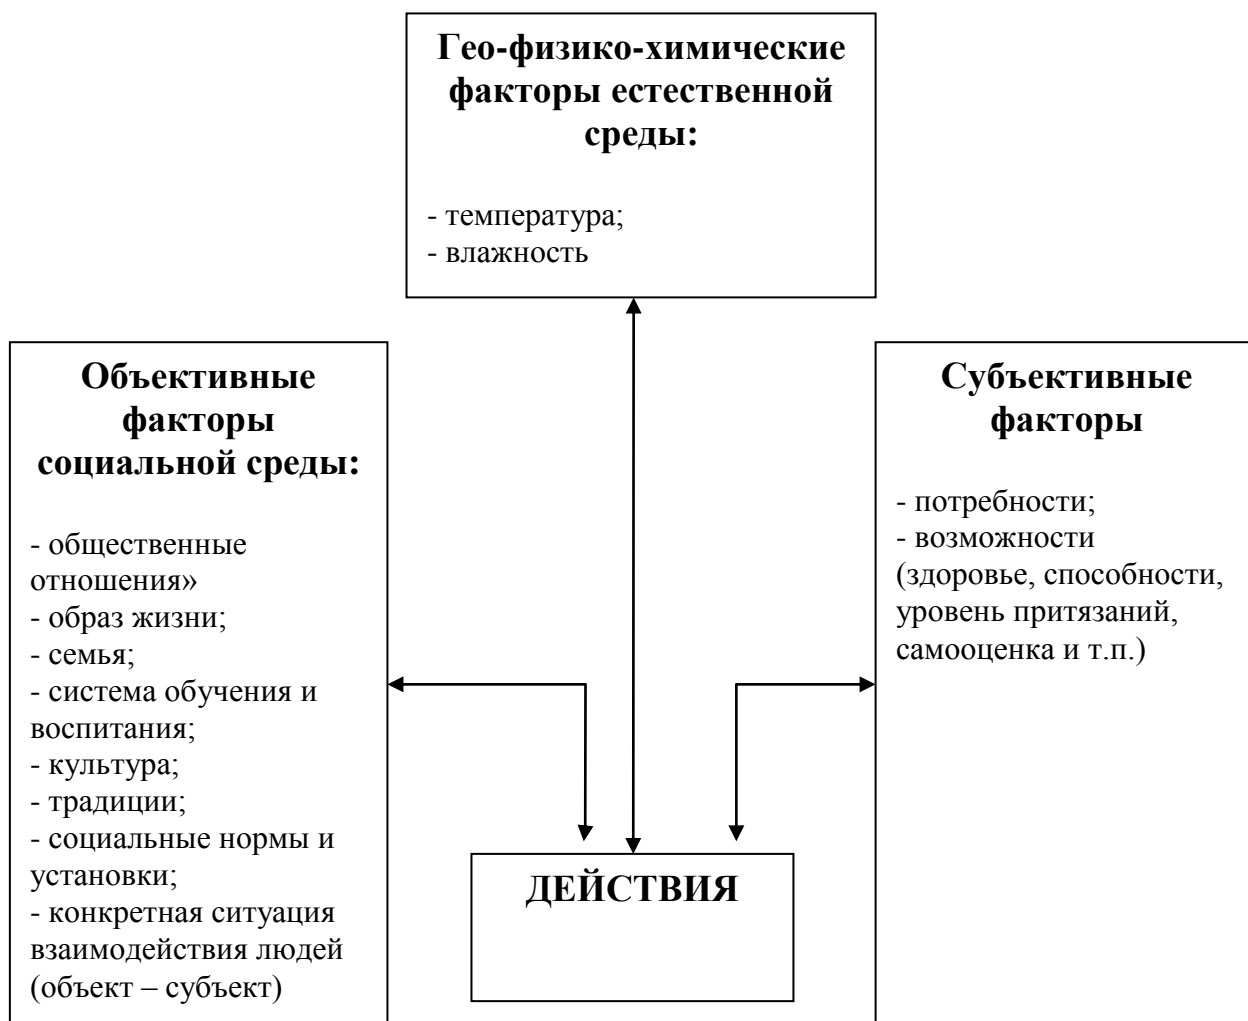 Гео-физико-химические
факторы естественной
среды:
- температура;
- влажность
Объективные
факторы
социальной среды:
- общественные
отношения»
- образ жизни;
- семья;
- система обучения и
воспитания;
- культура;
- традиции;
- социальные нормы и
установки;
- конкретная ситуация
взаимодействия людей
(объект – субъект)
Субъективные
факторы
- потребности;
- возможности
(здоровье, способности,
уровень притязаний,
самооценка и т.п.)
ДЕЙСТВИЯ